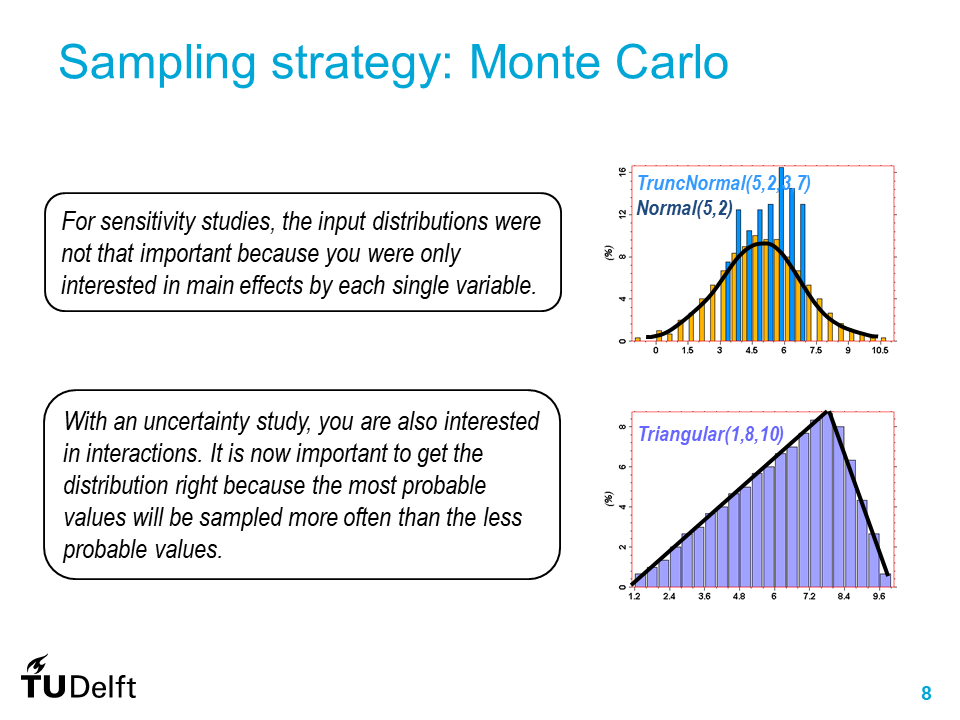 Sampling strategy: Monte Carlo
For sensitivity studies, the input distributions were
not that important because you were only
interested in main effects by each single variable.
With an uncertainty study, you are also interested
in interactions. It is now important to get the
distribution right because the most probable
values will be sampled more often than the less
probable values.
TruncNormal(5,2,3,7)
Normal(5,2)
(%)
16
12
8
4
0
0 1.5 3 4.5 6 7.5 9 10.5
Triangular(1,8,10)
(%)
8
6
4
2
0
1.2 2.4 3.6 4.8 6 7.2 8.4 9.6
TUDelft
8